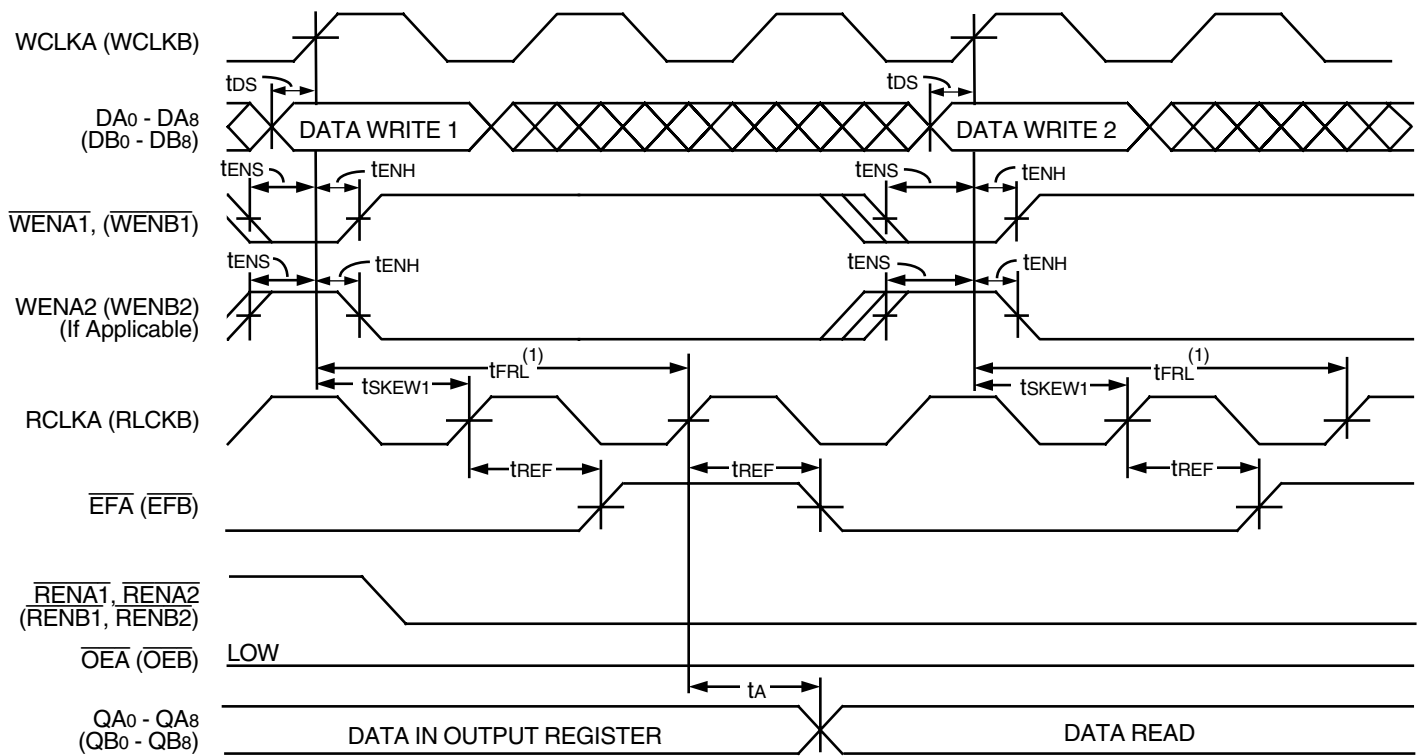 WCLKA (WCLKB)
tDS
tDS
DA0 - DA8
(DB0 - DB8)
DATA WRITE 1
DATA WRITE 2
tENS
tENH
tENS
tENH
WENA1, (WENB1)
tENS
tENH
tENS
tENH
WENA2 (WENB2)
(If Applicable)
tFRL(1)
tFRL(1)
tSKEW1
tSKEW1
RCLKA (RLCKB)
tREF
tREF
tREF
EFA (EFB)
RENA1, RENA2
(RENB1, RENB2)
OEA (OEB)
LOW
tA
QA0 - QA8
(QB0 - QB8)
DATA IN OUTPUT REGISTER
DATA READ